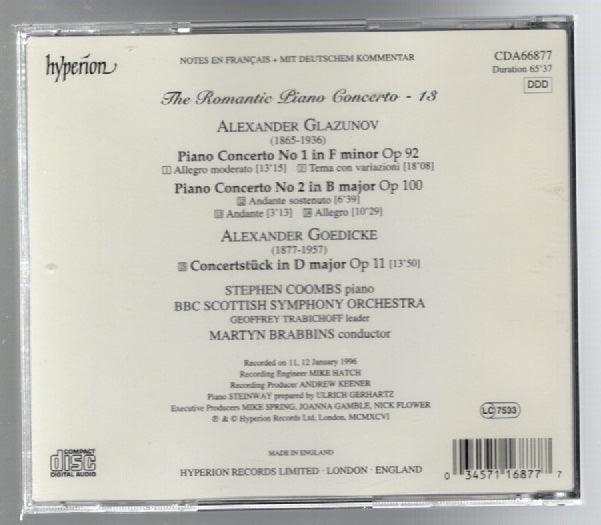 hyperion
NOTES EN FRANÇAIS + MIT DEUTSCHEM KOMMENTAR
CDA66877
Duration 65'37
DDD
The Romantic Piano Concerto - 13
ALEXANDER GLAZUNOV
(1865-1936)
Piano Concerto No 1 in F minor Op 92
1 Allegro moderato [13'15] 2 Tema con variazioni [18'08]
Piano Concerto No 2 in B major Op 100
Andante sostenuto [6'39]
Andante [3'13] Allegro [10'29]
ALEXANDER GOEDICKE
(1877-1957)
Concertstück in D major Op 11 [13'50]
STEPHEN COOMBS piano
BBC SCOTTISH SYMPHONY ORCHESTRA
GEOFFREY TRABICHOFF leader
MARTYN BRABBINS conductor
Recorded on 11, 12 January 1996
Recording Engineer MIKE HATCH
Recording Producer ANDREW KEENER
Piano STEINWAY prepared by ULRICH GERHARTZ
Executive Producers MIKE SPRING, JOANNA GAMBLE, NICK FLOWER
℗ & © Hyperion Records Ltd, London, MCMXCVI
LC 7533
COMPACT
disc
DIGITAL AUDIO
MADE IN ENGLAND
HYPERION RECORDS LIMITED · LONDON · ENGLAND
0 34571 16877 7